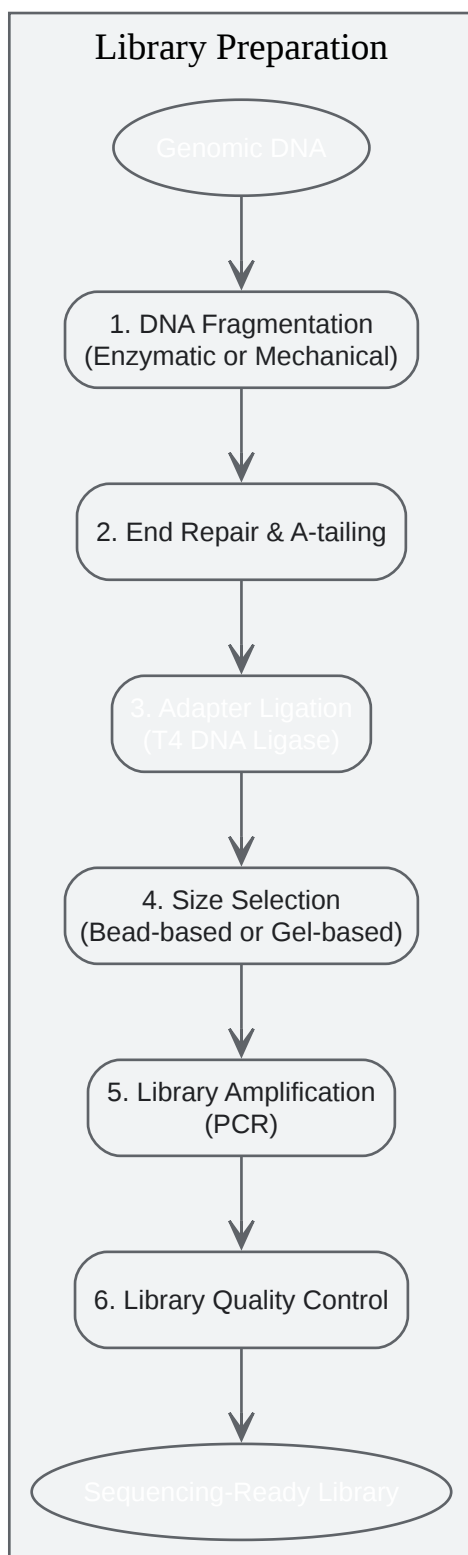 Library Preparation
Genomic DNA
1. DNA Fragmentation
(Enzymatic or Mechanical)
2. End Repair & A-tailing
3. Adapter Ligation
(T4 DNA Ligase)
4. Size Selection
(Bead-based or Gel-based)
5. Library Amplification
(PCR)
6. Library Quality Control
Sequencing-Ready Library